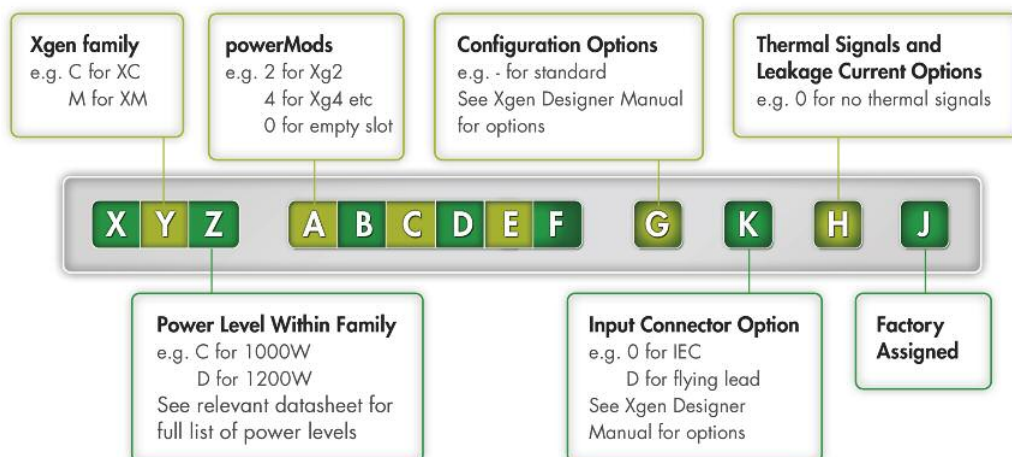 Xgen family
e.g. C for XC
M for XM
powerMods
e.g. 2 for Xg2
4 for Xg4 etc
0 for empty slot
Configuration Options
e.g. - for standard
See Xgen Designer Manual
for options
Thermal Signals and
Leakage Current Options
e.g. 0 for no thermal signals
X Y Z A B C D E F G K H J
Power Level Within Family
e.g. C for 1000W
D for 1200W
See relevant datasheet for
full list of power levels
Input Connector Option
e.g. 0 for IEC
D for flying lead
See Xgen Designer
Manual for options
Factory
Assigned